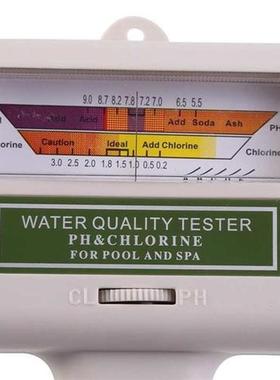 9.0 8.7 8.2 7.8 7.2 7.0 6.5 5.5
Add Acid Add Soda Ash PH
Caution Ideal Add Chlorine
3.0 2.5 2.0 1.8 1.5 1.0 0.5 0.2
WATER QUALITY TESTER
PH&CHLORINE
FOR POOL AND SPA
CL PH